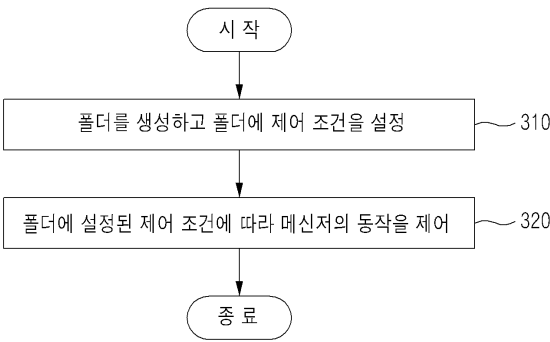 시 작
폴더를 생성하고 폴더에 제어 조건을 설정
310
폴더에 설정된 제어 조건에 따라 메신저의 동작을 제어
320
종 료